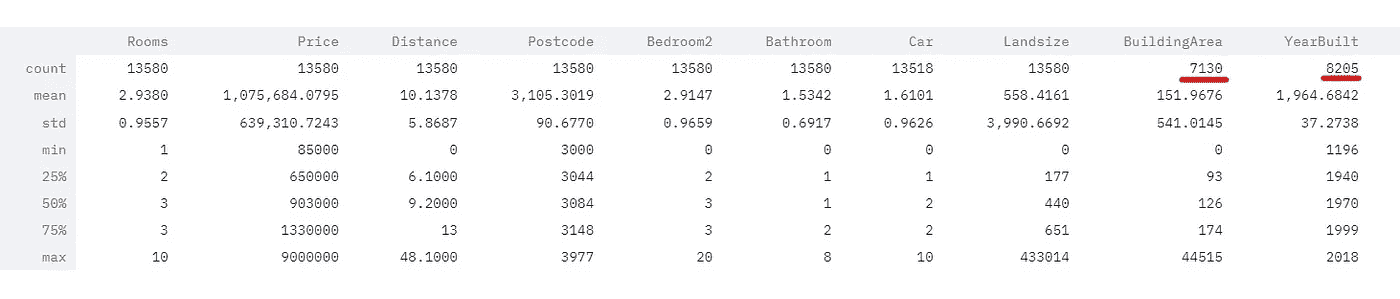 Rooms Price Distance Postcode Bedroom2 Bathroom Car Landsize BuildingArea YearBuilt
count 13580 13580 13580 13580 13580 13580 13518 13580 7130 8205
mean 2.9380 1,075,684.0795 10.1378 3,105.3019 2.9147 1.5342 1.6101 558.4161 151.9676 1,964.6842
std 0.9557 639,310.7243 5.8687 90.6770 0.9659 0.6917 0.9626 3,990.6692 541.0145 37.2738
min 1 85000 0 3000 0 0 0 0 0 1196
25% 2 650000 6.1000 3044 2 1 1 177 93 1940
50% 3 903000 9.2000 3084 3 1 2 440 126 1970
75% 3 1330000 13 3148 3 2 2 651 174 1999
max 10 9000000 48.1000 3977 20 8 10 433014 44515 2018